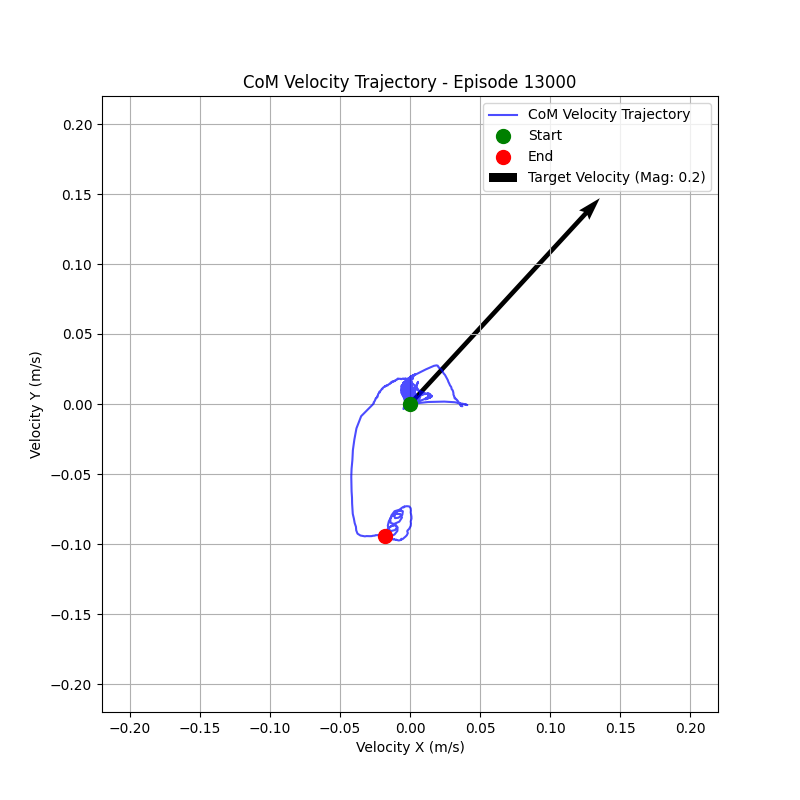 CoM Velocity Trajectory - Episode 13000
CoM Velocity Trajectory
Start
End
Target Velocity (Mag: 0.2)
0.20
0.15
0.10
0.05
0.00
−0.05
−0.10
−0.15
−0.20
Velocity Y (m/s)
−0.20 −0.15 −0.10 −0.05 0.00 0.05 0.10 0.15 0.20
Velocity X (m/s)